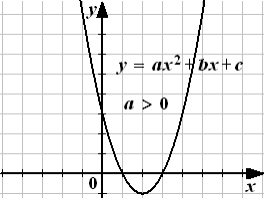 y
y = ax² + bx + c
a > 0
0
x